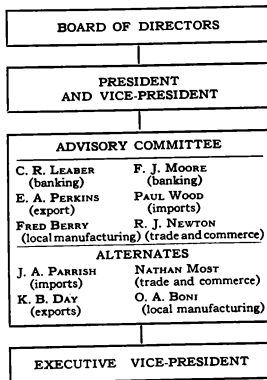 BOARD OF DIRECTORS
PRESIDENT
AND VICE-PRESIDENT
ADVISORY COMMITTEE
C. R. LEABER F. J. MOORE
(banking) (banking)
E. A. PERKINS PAUL WOOD
(export) (imports)
FRED BERRY R. J. NEWTON
(local manufacturing) (trade and commerce)
ALTERNATES
J. A. PARRISH NATHAN MOST
(imports) (trade and commerce)
K. B. DAY O. A. BONI
(exports) (local manufacturing)
EXECUTIVE VICE-PRESIDENT